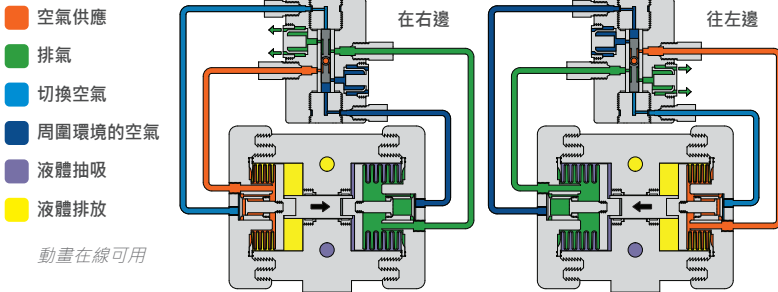 空氣供應
排氣
切換空氣
周圍環境的空氣
液體抽吸
液體排放
動畫在線可用
在右邊
往左邊